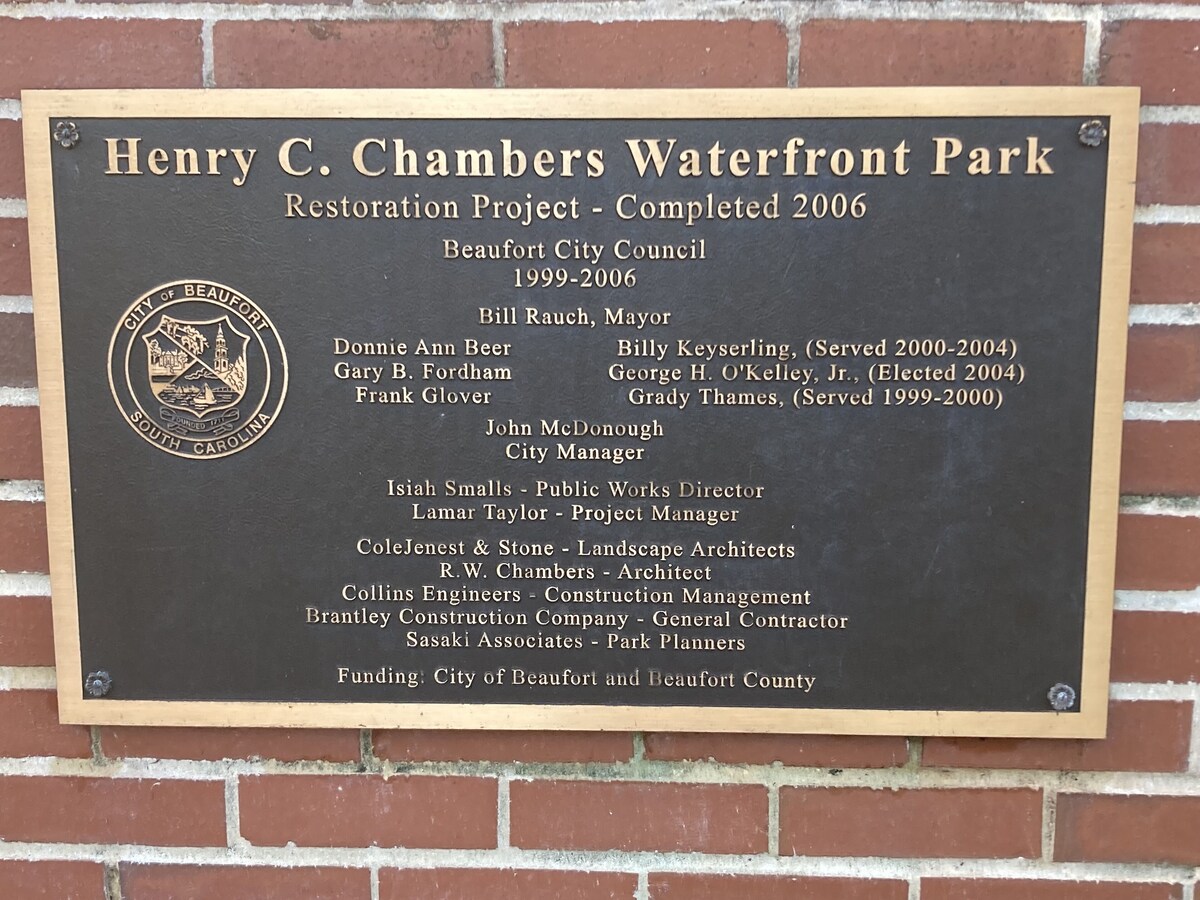 Henry C. Chambers Waterfront Park
Restoration Project - Completed 2006
Beaufort City Council
1999-2006
Bill Rauch, Mayor
Donnie Ann Beer
Gary B. Fordham
Frank Glover
Billy Keyserling, (Served 2000-2004)
George H. O'Kelley, Jr., (Elected 2004)
Grady Thames, (Served 1999-2000)
John McDonough
City Manager
Isiah Smalls - Public Works Director
Lamar Taylor - Project Manager
ColeJenest & Stone - Landscape Architects
R.W. Chambers - Architect
Collins Engineers - Construction Management
Brantley Construction Company - General Contractor
Sasaki Associates - Park Planners
Funding: City of Beaufort and Beaufort County
CITY OF BEAUFORT
FOUNDED
SOUTH CAROLINA